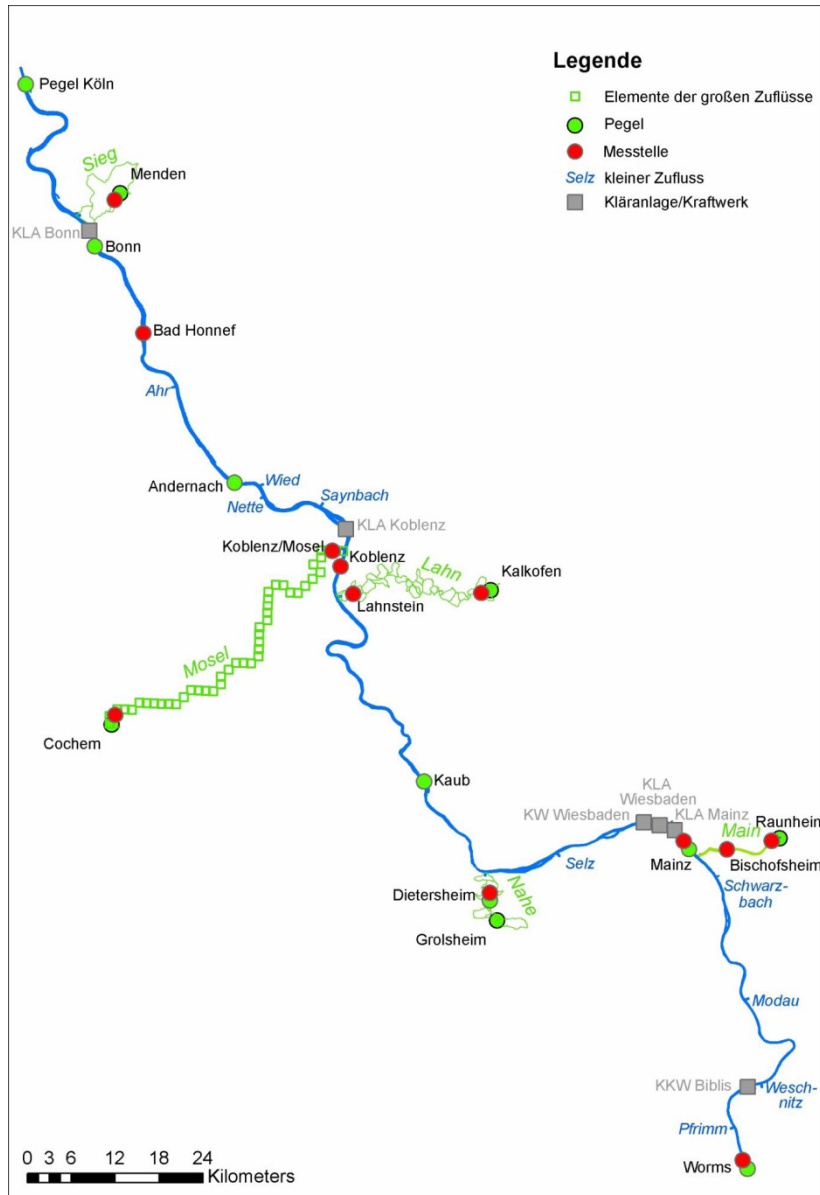 Legende
Elemente der großen Zuflüsse
Pegel
Messtelle
Selz kleiner Zufluss
Kläranlage/Kraftwerk
Pegel Köln
Sieg
Menden
KLA Bonn
Bonn
Bad Honnef
Ahr
Andernach
Wied
Nette
Saynbach
KLA Koblenz
Koblenz/Mosel
Koblenz
Lahn
Kalkofen
Lahnstein
Mosel
Cochem
Kaub
KLA
Wiesbaden
KW Wiesbaden
KLA Mainz
Raunheim
Main
Selz
Mainz
Bischofsheim
Schwarz-
bach
Dietersheim
Nahe
Grolsheim
Modau
KKW Biblis
Wesch-
nitz
Pfrimm
Worms
0 3 6 12 18 24
Kilometers